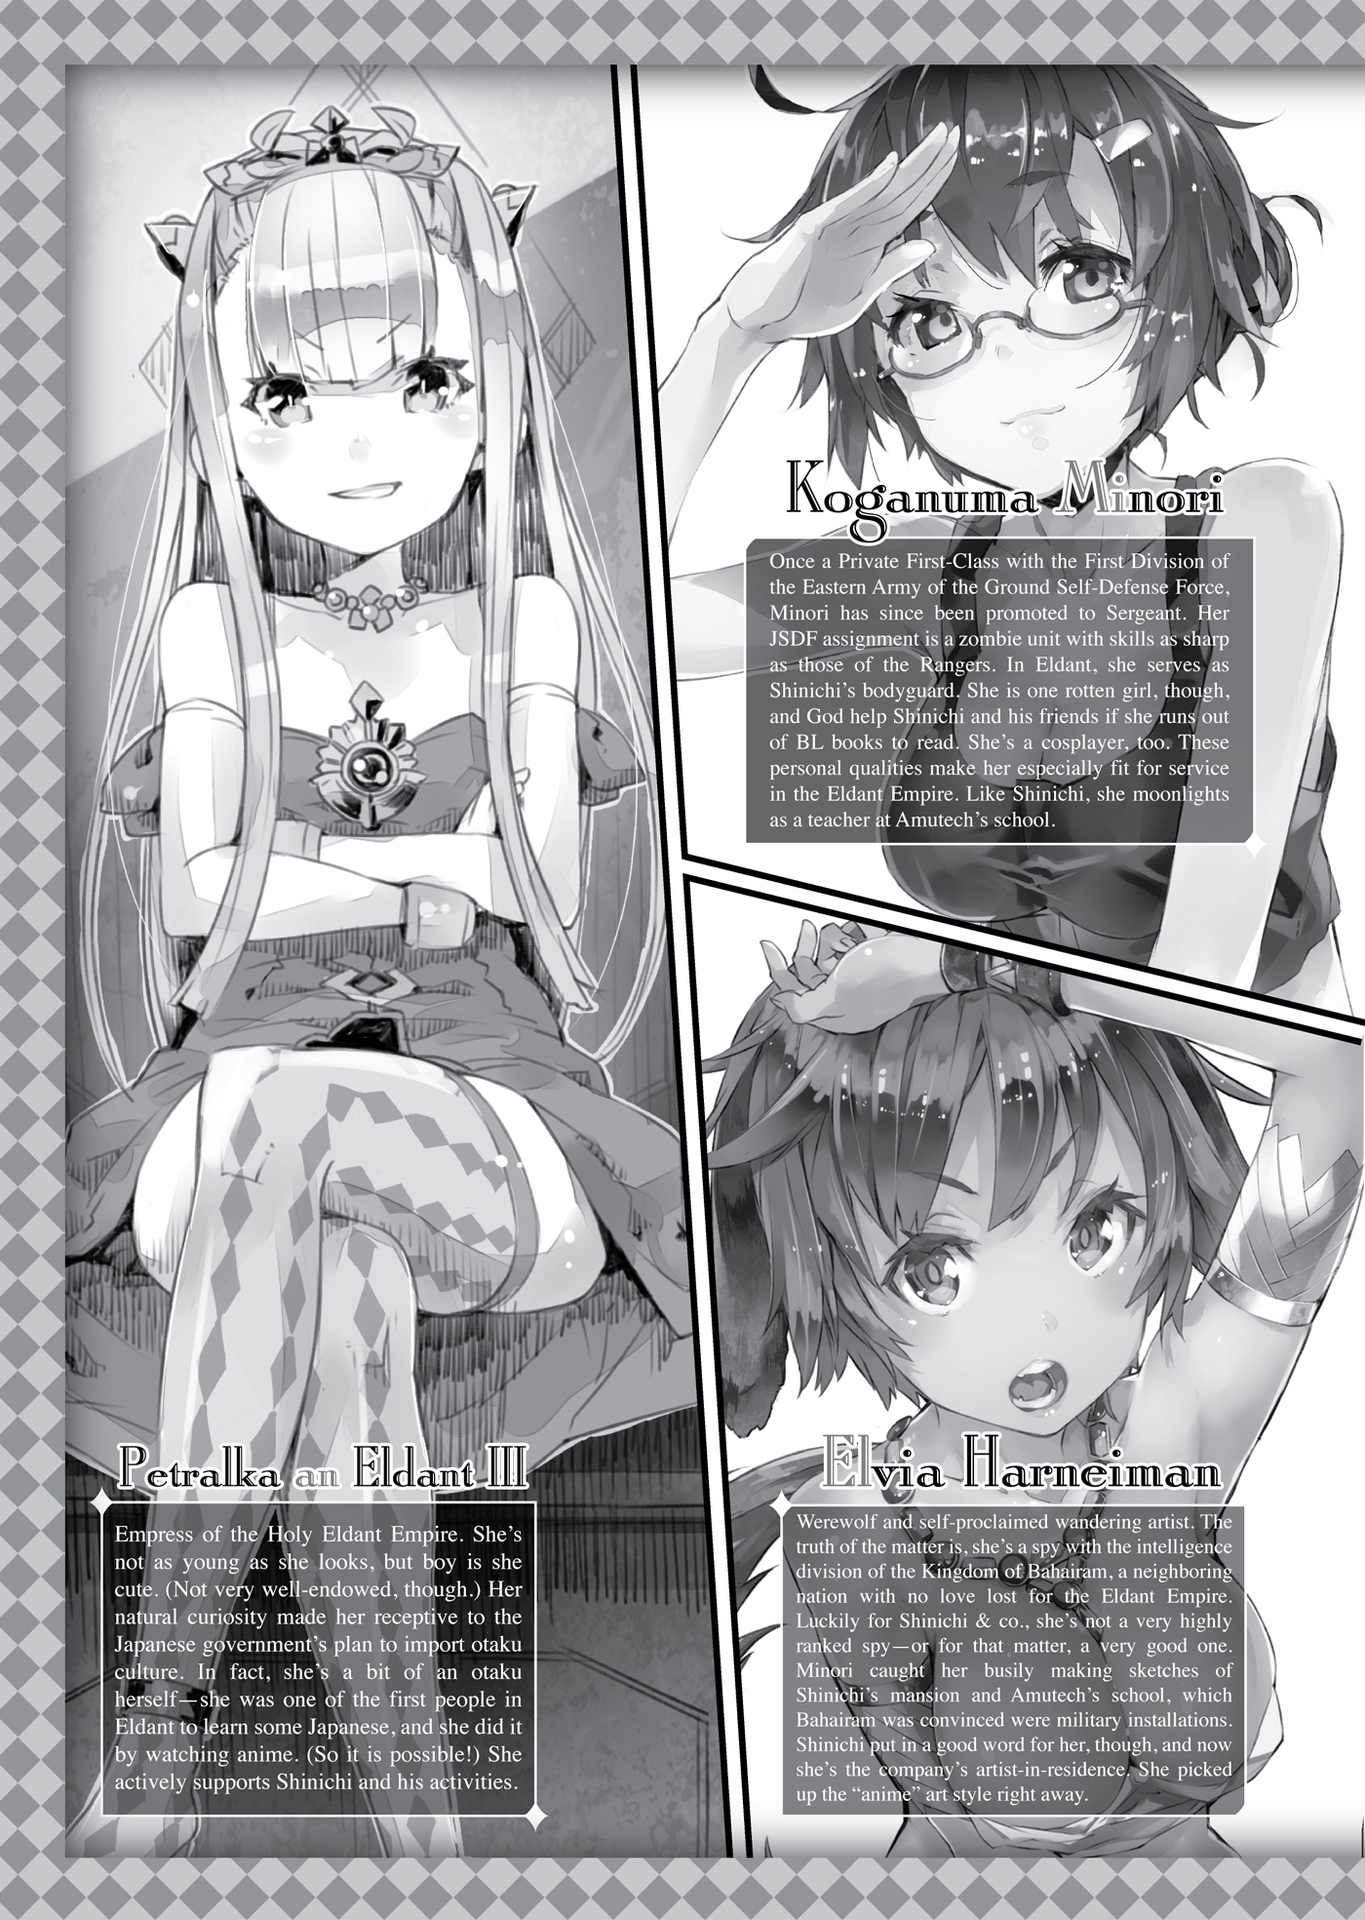 Koganuma Minori
Once a Private First-Class with the First Division of
the Eastern Army of the Ground Self-Defense Force,
Minori has since been promoted to Sergeant. Her
JSDF assignment is a zombie unit with skills as sharp
as those of the Rangers. In Eldant, she serves as
Shinichi’s bodyguard. She is one rotten girl, though,
and God help Shinichi and his friends if she runs out
of BL books to read. She’s a cosplayer, too. These
personal qualities make her especially fit for service
in the Eldant Empire. Like Shinichi, she moonlights
as a teacher at Amutech’s school.
Petralka an Eldant III
Empress of the Holy Eldant Empire. She’s
not as young as she looks, but boy is she
cute. (Not very well-endowed, though.) Her
natural curiosity made her receptive to the
Japanese government’s plan to import otaku
culture. In fact, she’s a bit of an otaku
herself—she was one of the first people in
Eldant to learn some Japanese, and she did it
by watching anime. (So it is possible!) She
actively supports Shinichi and his activities.
Elvia Harneiman
Werewolf and self-proclaimed wandering artist. The
truth of the matter is, she’s a spy with the intelligence
division of the Kingdom of Bahairam, a neighboring
nation with no love lost for the Eldant Empire.
Luckily for Shinichi & co., she’s not a very highly
ranked spy—or for that matter, a very good one.
Minori caught her busily making sketches of
Shinichi’s mansion and Amutech’s school, which
Bahairam was convinced were military installations.
Shinichi put in a good word for her, though, and now
she’s the company’s artist-in-residence. She picked
up the “anime” art style right away.